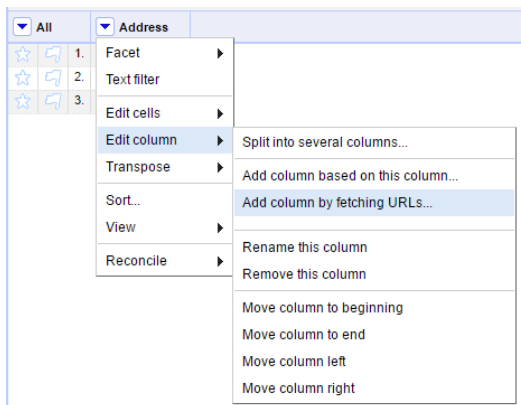 All
Address
1.
2.
3.
Facet
Text filter
Edit cells
Edit column
Transpose
Sort...
View
Reconcile
Split into several columns...
Add column based on this column...
Add column by fetching URLs...
Rename this column
Remove this column
Move column to beginning
Move column to end
Move column left
Move column right